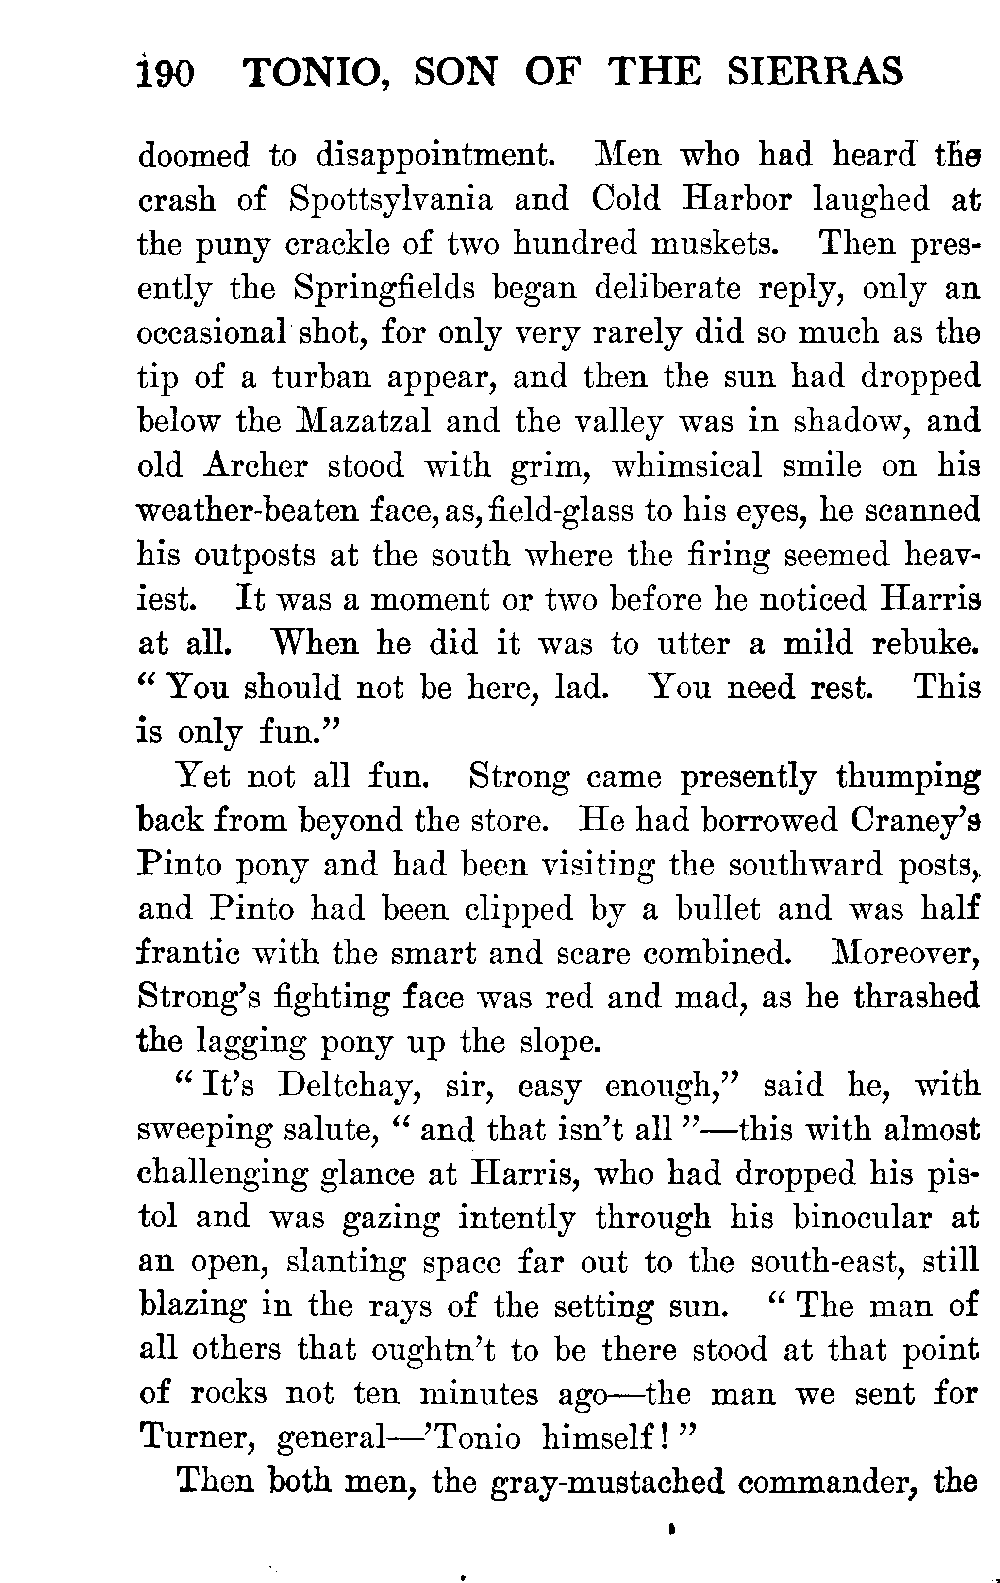 190 TONIO, SON OF THE SIERRAS
doomed to disappointment. Men who had heard the
crash of Spottsylvania and Cold Harbor laughed at
the puny crackle of two hundred muskets. Then pres-
ently the Springfields began deliberate reply, only an
occasional shot, for only very rarely did so much as the
tip of a turban appear, and then the sun had dropped
below the Mazatzal and the valley was in shadow, and
old Archer stood with grim, whimsical smile on his
weather-beaten face, as, field-glass to his eyes, he scanned
his outposts at the south where the firing seemed heav-
iest. It was a moment or two before he noticed Harris
at all. When he did it was to utter a mild rebuke.
“ You should not be here, lad. You need rest. This
is only fun.”
Yet not all fun. Strong came presently thumping
back from beyond the store. He had borrowed Craney’s
Pinto pony and had been visiting the southward posts,
and Pinto had been clipped by a bullet and was half
frantic with the smart and scare combined. Moreover,
Strong’s fighting face was red and mad, as he thrashed
the lagging pony up the slope.
“ It’s Deltchay, sir, easy enough,” said he, with
sweeping salute, “ and that isn’t all ”—this with almost
challenging glance at Harris, who had dropped his pis-
tol and was gazing intently through his binocular at
an open, slanting space far out to the south-east, still
blazing in the rays of the setting sun. “ The man of
all others that oughtn’t to be there stood at that point
of rocks not ten minutes ago—the man we sent for
Turner, general—’Tonio himself! ”
Then both men, the gray-mustached commander, the